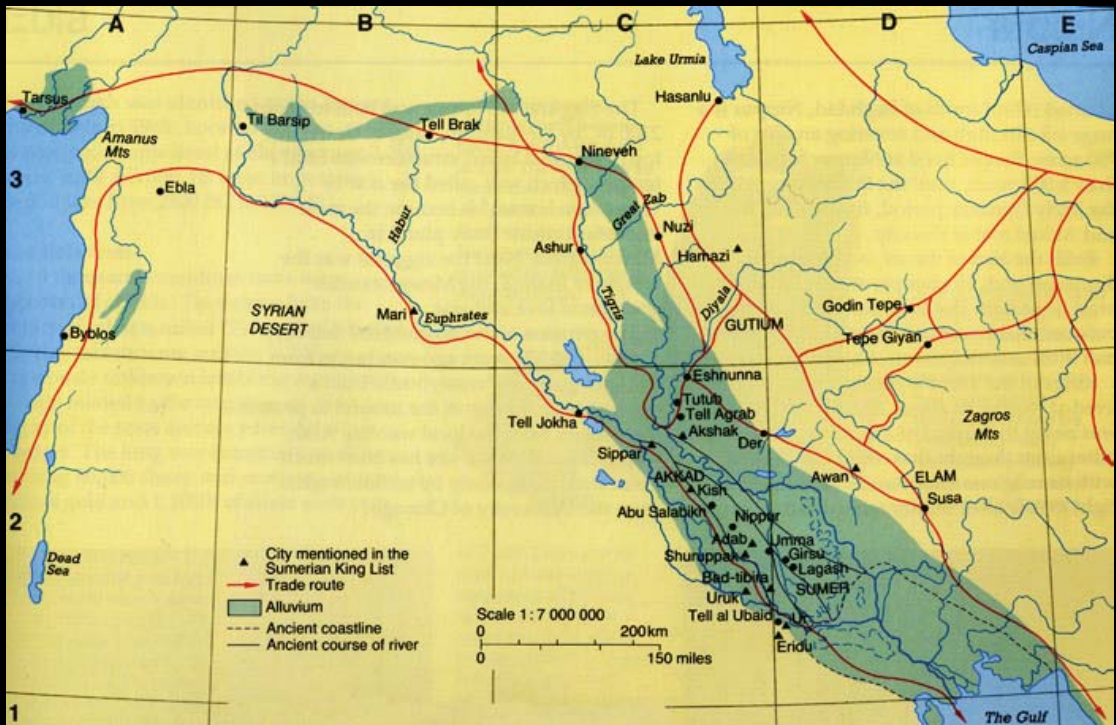 A
B
C
D
E
3
2
1
Caspian Sea
Lake Urmia
Hasanlu
Tarsus
Amanus
Mts
Til Barsip
Tell Brak
Nineveh
Ebla
Habur
Great Zab
Nuzi
Ashur
Hamazi
Tigris
Diyala
Byblos
SYRIAN
DESERT
Mari
Euphrates
GUTIUM
Godin Tepe
Tepe Giyan
Eshnunna
Tutub
Tell Agrab
Akshak
Tell Jokha
Der
Zagros
Mts
Sippar
AKKAD
Kish
Awan
ELAM
Susa
Abu Salabikh
Nippur
Adab
Umma
Shuruppak
Girsu
Lagash
Bad-tibira
SUMER
Uruk
Tell al Ubaid
Ur
Eridu
Dead
Sea
City mentioned in the
Sumerian King List
Trade route
Alluvium
Ancient coastline
Ancient course of river
Scale 1 : 7 000 000
0 200km
0 150 miles
The Gulf